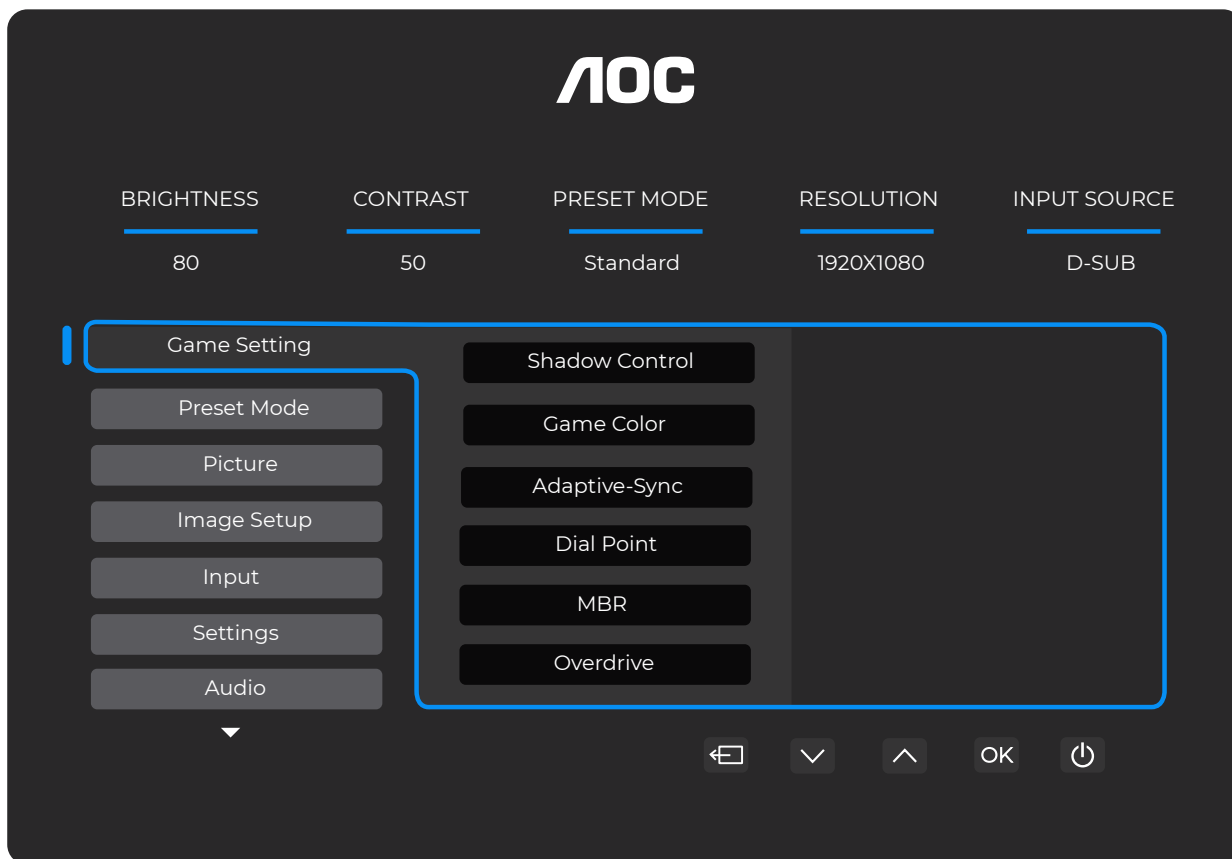 AOC
BRIGHTNESS CONTRAST PRESET MODE RESOLUTION INPUT SOURCE
80 50 Standard 1920X1080 D-SUB
Game Setting
Preset Mode
Picture
Image Setup
Input
Settings
Audio
Shadow Control
Game Color
Adaptive-Sync
Dial Point
MBR
Overdrive
OK